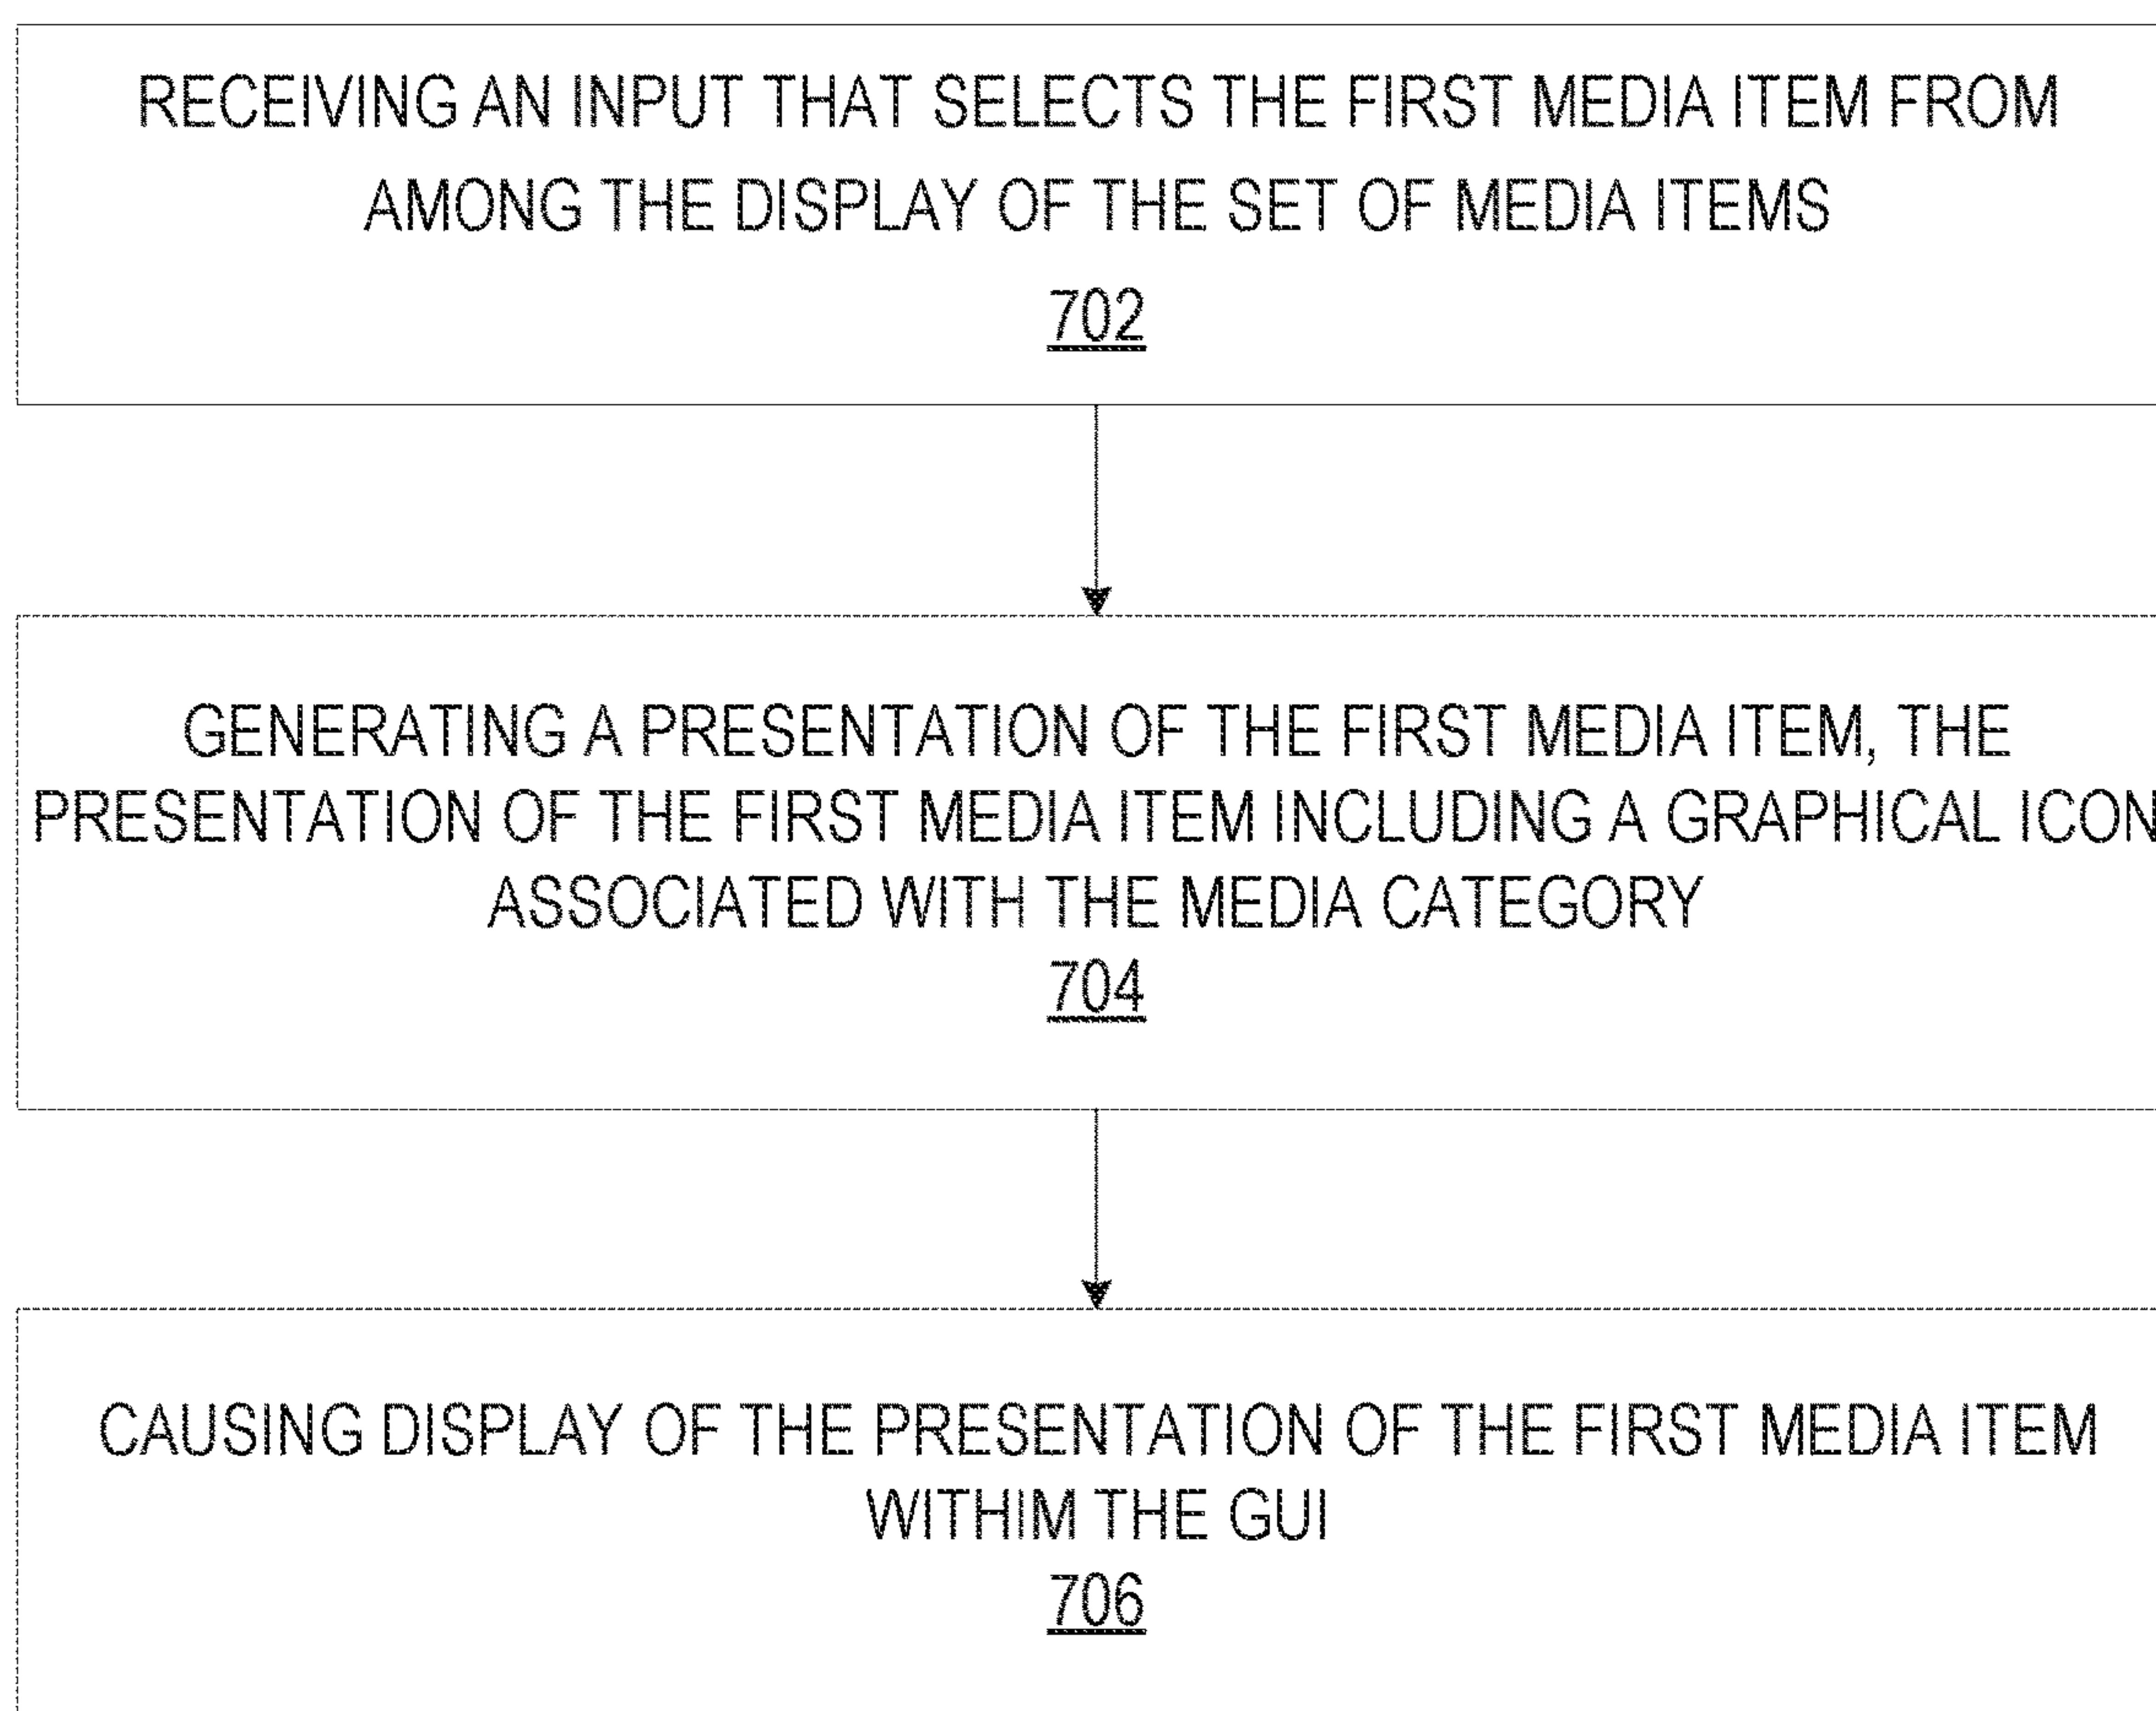 RECEIVING AN INPUT THAT SELECTS THE FIRST MEDIA ITEM FROM
AMONG THE DISPLAY OF THE SET OF MEDIA ITEMS
702
GENERATING A PRESENTATION OF THE FIRST MEDIA ITEM, THE
PRESENTATION OF THE FIRST MEDIA ITEM INCLUDING A GRAPHICAL ICON
ASSOCIATED WITH THE MEDIA CATEGORY
704
CAUSING DISPLAY OF THE PRESENTATION OF THE FIRST MEDIA ITEM
WITHIM THE GUI
706